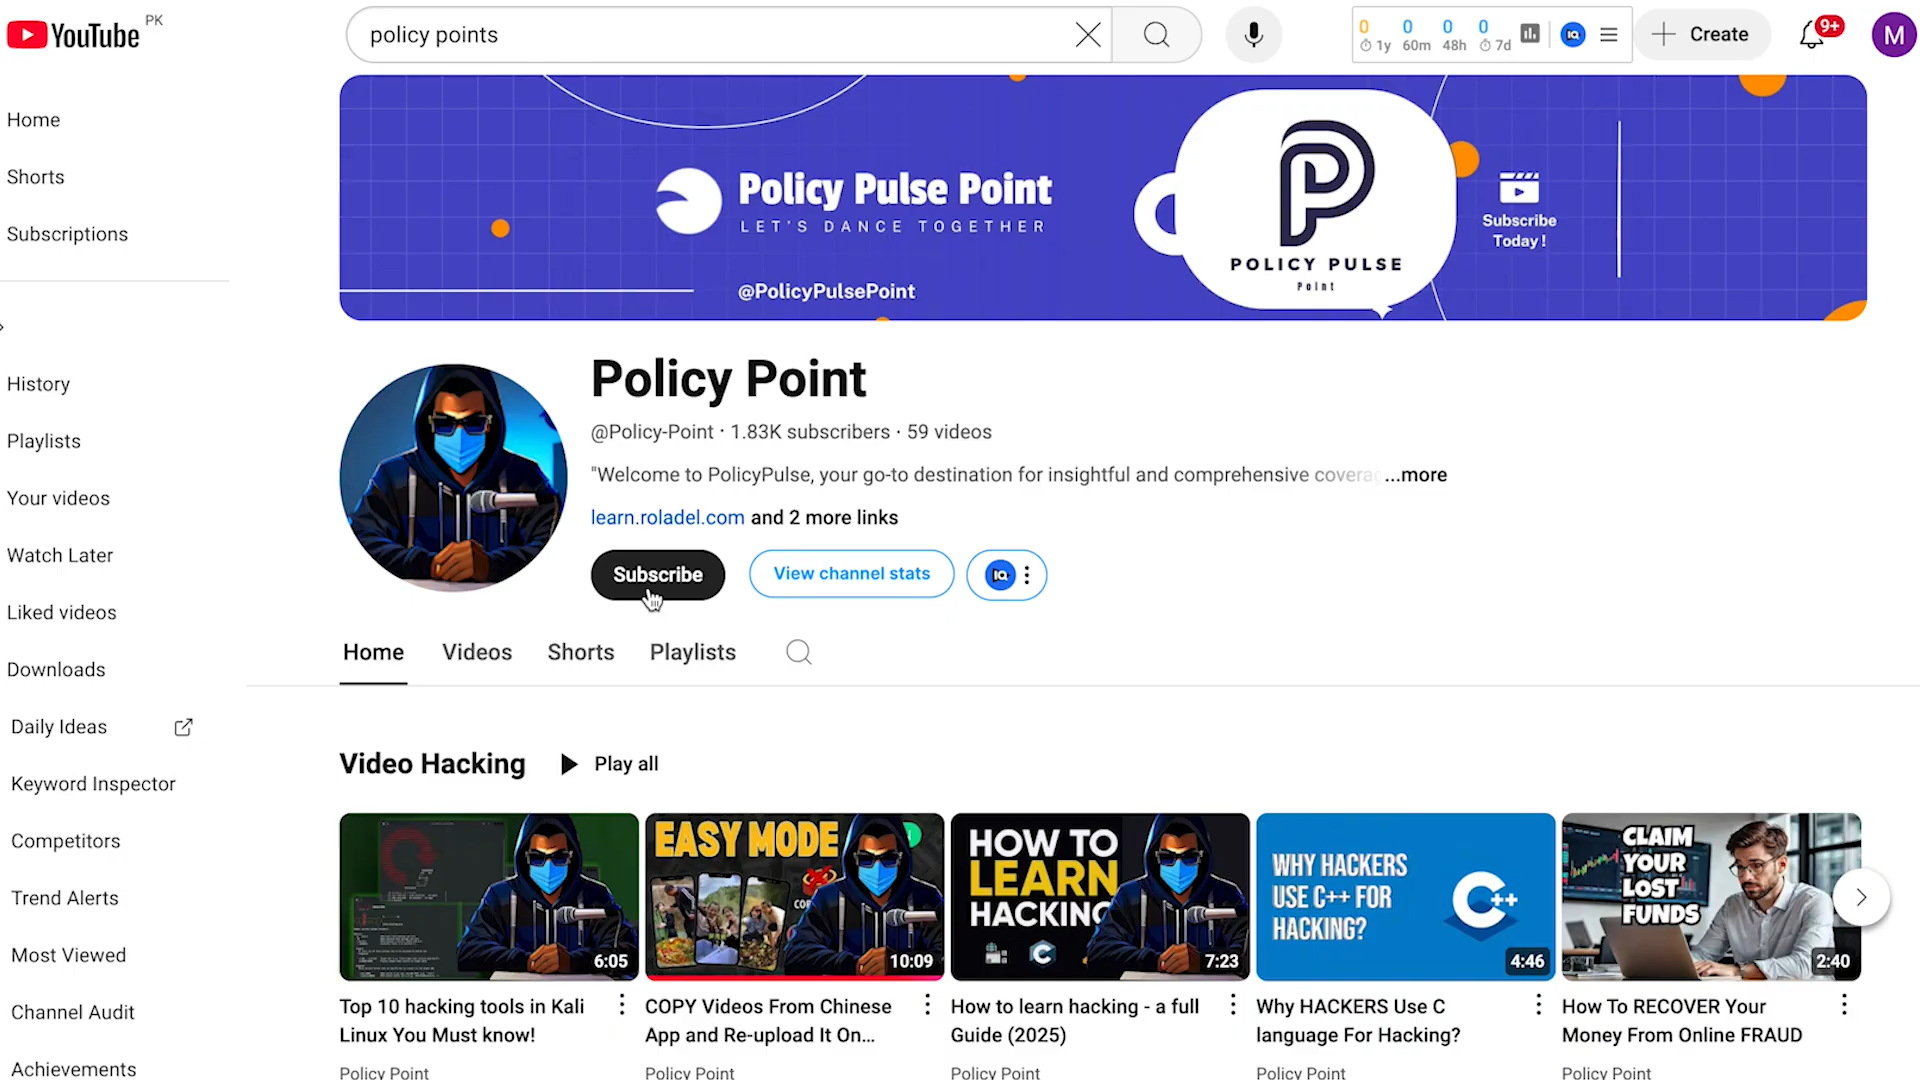 YouTube PK
policy points
0 0 0 0
1y 60m 48h 7d
IQ
Create
9+
M
Home
Shorts
Subscriptions
History
Playlists
Your videos
Watch Later
Liked videos
Downloads
Daily Ideas
Keyword Inspector
Competitors
Trend Alerts
Most Viewed
Channel Audit
Achievements
Policy Pulse Point
LET'S DANCE TOGETHER
@PolicyPulsePoint
POLICY PULSE
Point
Subscribe
Today !
Policy Point
@Policy-Point · 1.83K subscribers · 59 videos
"Welcome to PolicyPulse, your go-to destination for insightful and comprehensive covera ...more
learn.roladel.com and 2 more links
Subscribe
View channel stats
IQ
Home Videos Shorts Playlists
Video Hacking Play all
6:05
EASY MODE
10:09
HOW TO
LEARN
HACKING
C
7:23
WHY HACKERS
USE C++ FOR
HACKING?
C++
4:46
CLAIM
YOUR
LOST
FUNDS
2:40
Top 10 hacking tools in Kali
Linux You Must know!
Policy Point
COPY Videos From Chinese
App and Re-upload It On...
Policy Point
How to learn hacking - a full
Guide (2025)
Policy Point
Why HACKERS Use C
language For Hacking?
Policy Point
How To RECOVER Your
Money From Online FRAUD
Policy Point